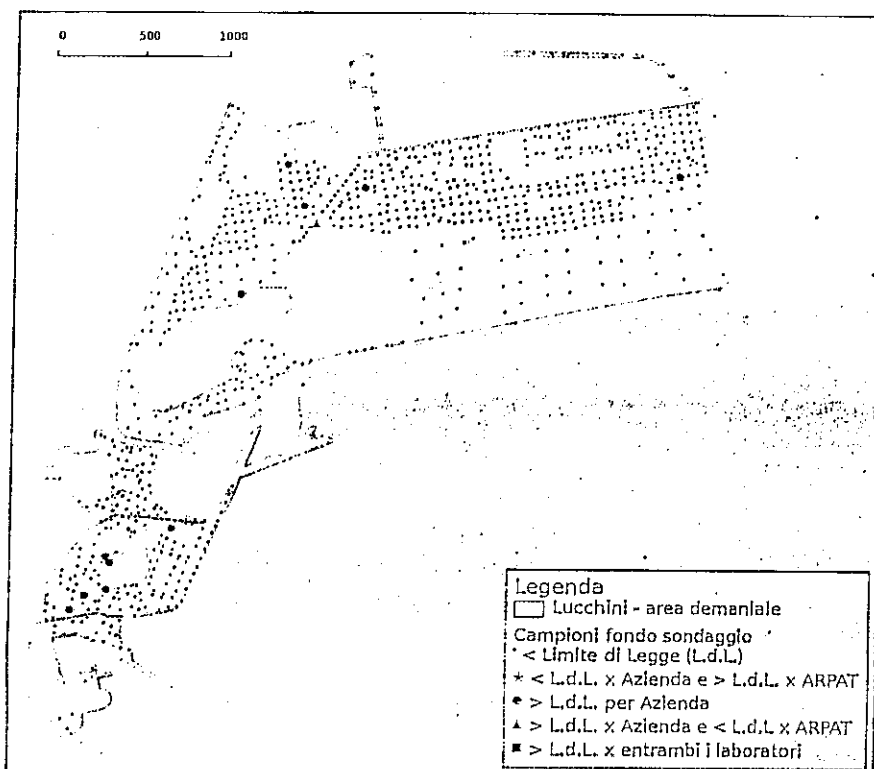 0 500 1000
Legenda
Lucchini - area demaniale
Campioni fondo sondaggio
< Limite di Legge (L.d.L.)
< L.d.L. x Azienda e > L.d.L. x ARPAT
> L.d.L. per Azienda
> L.d.L. x Azienda e < L.d.L x ARPAT
> L.d.L. x entrambi i laboratori